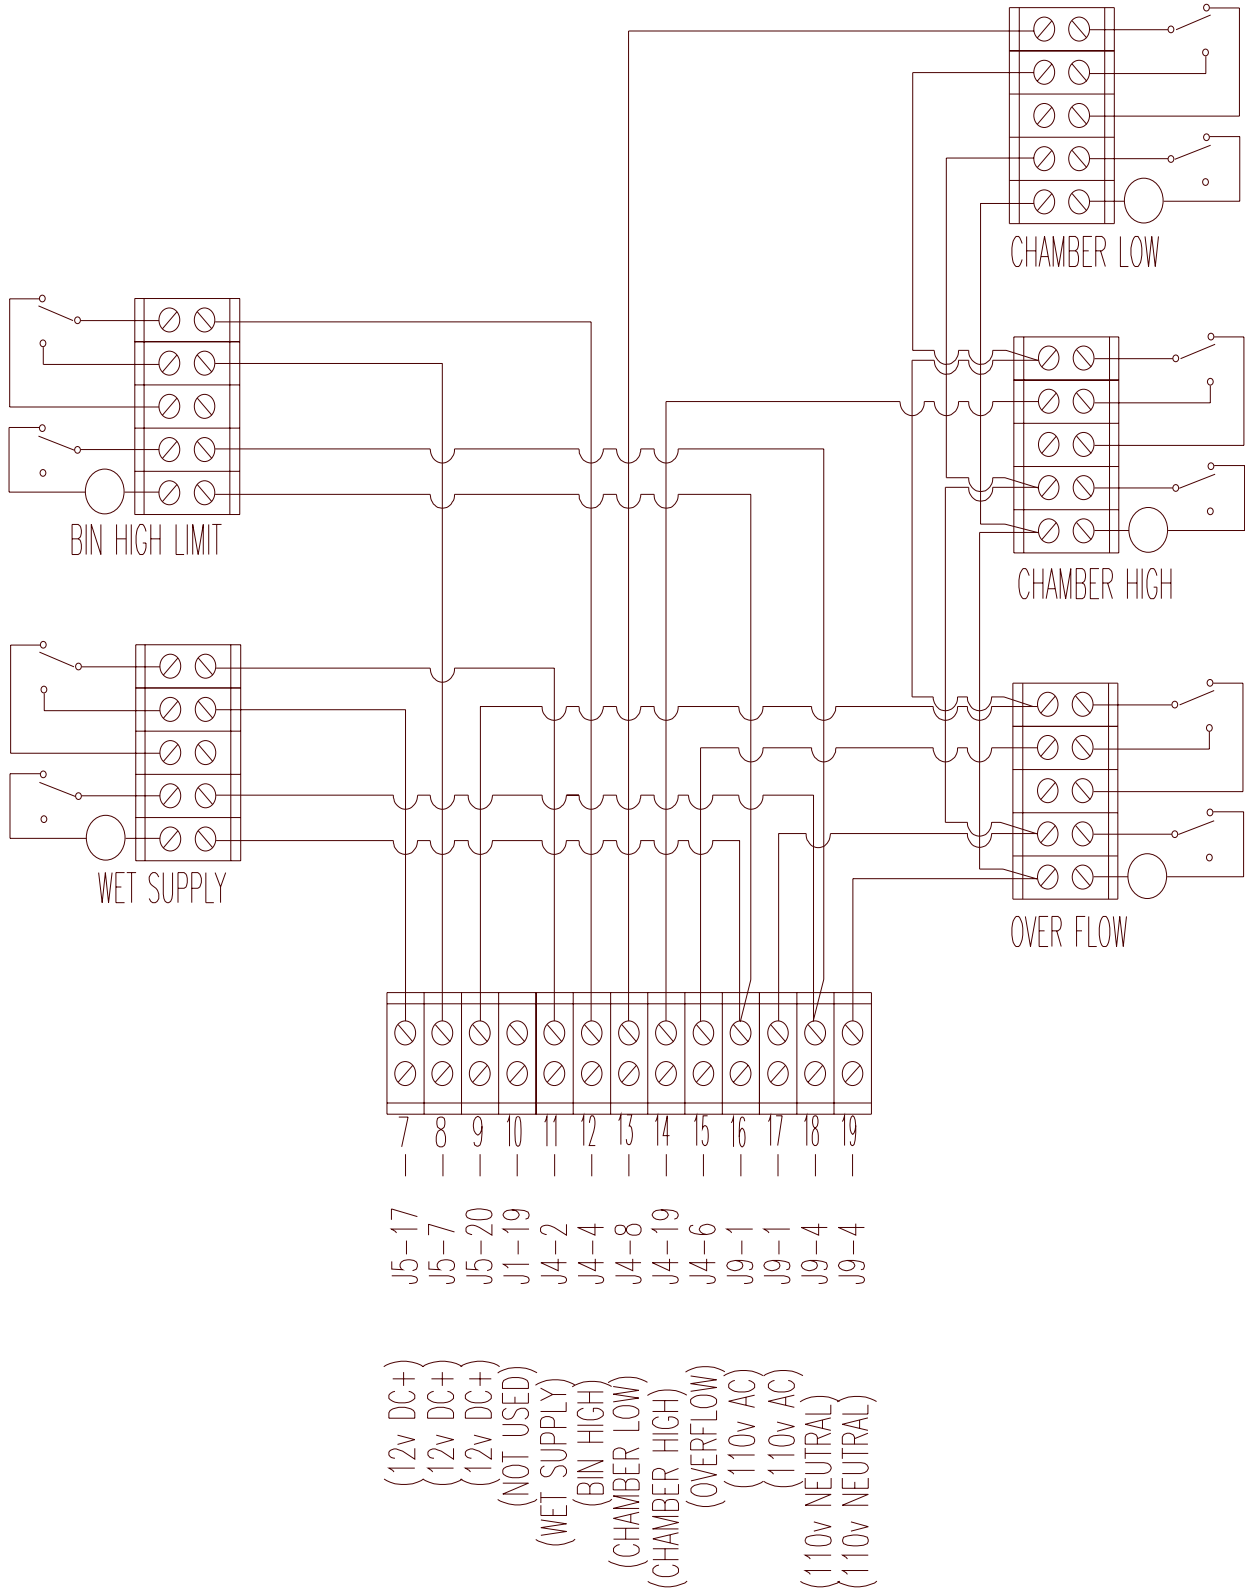 CHAMBER LOW
BIN HIGH LIMIT
CHAMBER HIGH
WET SUPPLY
OVER FLOW
7 8 9 10 11 12 13 14 15 16 17 18 19
J5-17 —
J5-7 —
J5-20 —
J1-19 —
J4-2 —
J4-4 —
J4-8 —
J4-19 —
J4-6 —
J9-1 —
J9-1 —
J9-4 —
J9-4 —
(12v DC+)
(12v DC+)
(12v DC+)
(NOT USED)
(WET SUPPLY)
(BIN HIGH)
(CHAMBER LOW)
(CHAMBER HIGH)
(OVERFLOW)
(110v AC)
(110v AC)
(110v NEUTRAL)
(110v NEUTRAL)